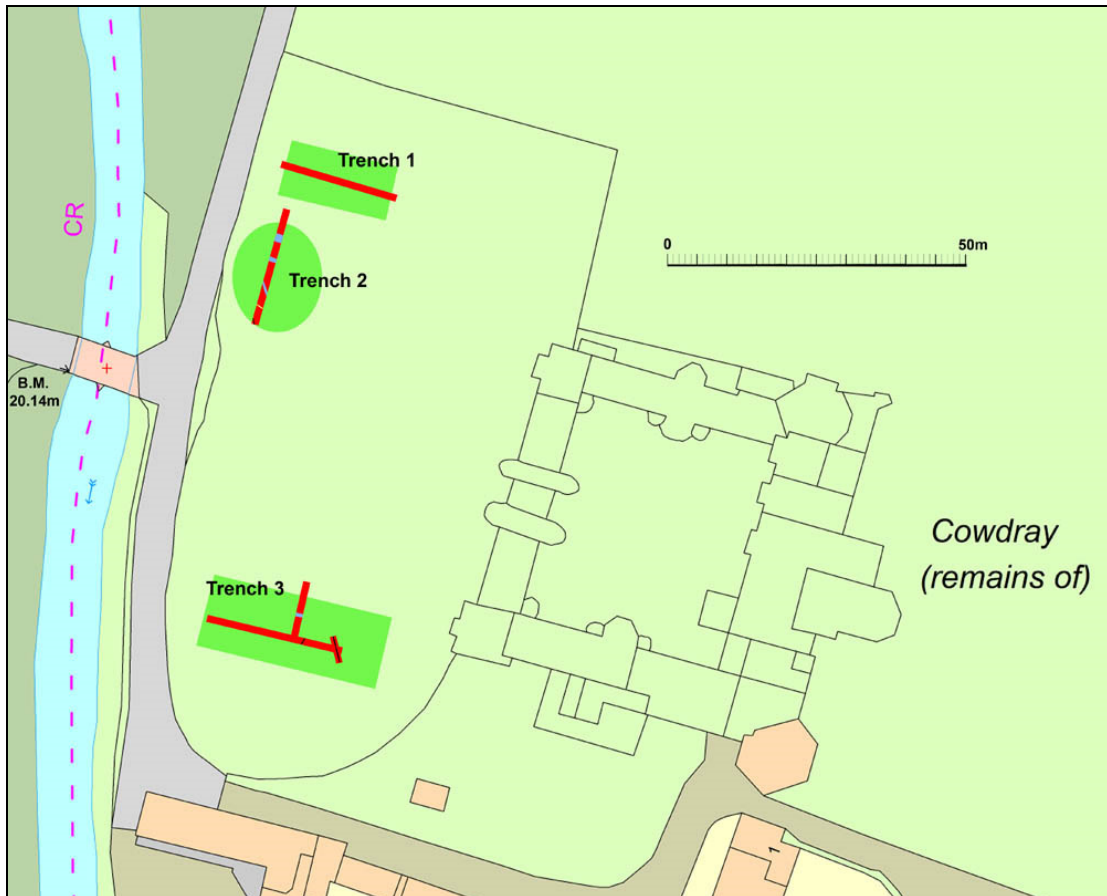 Trench 1
CR
Trench 2
0 50m
B.M.
20.14m
Cowdray
(remains of)
Trench 3
1